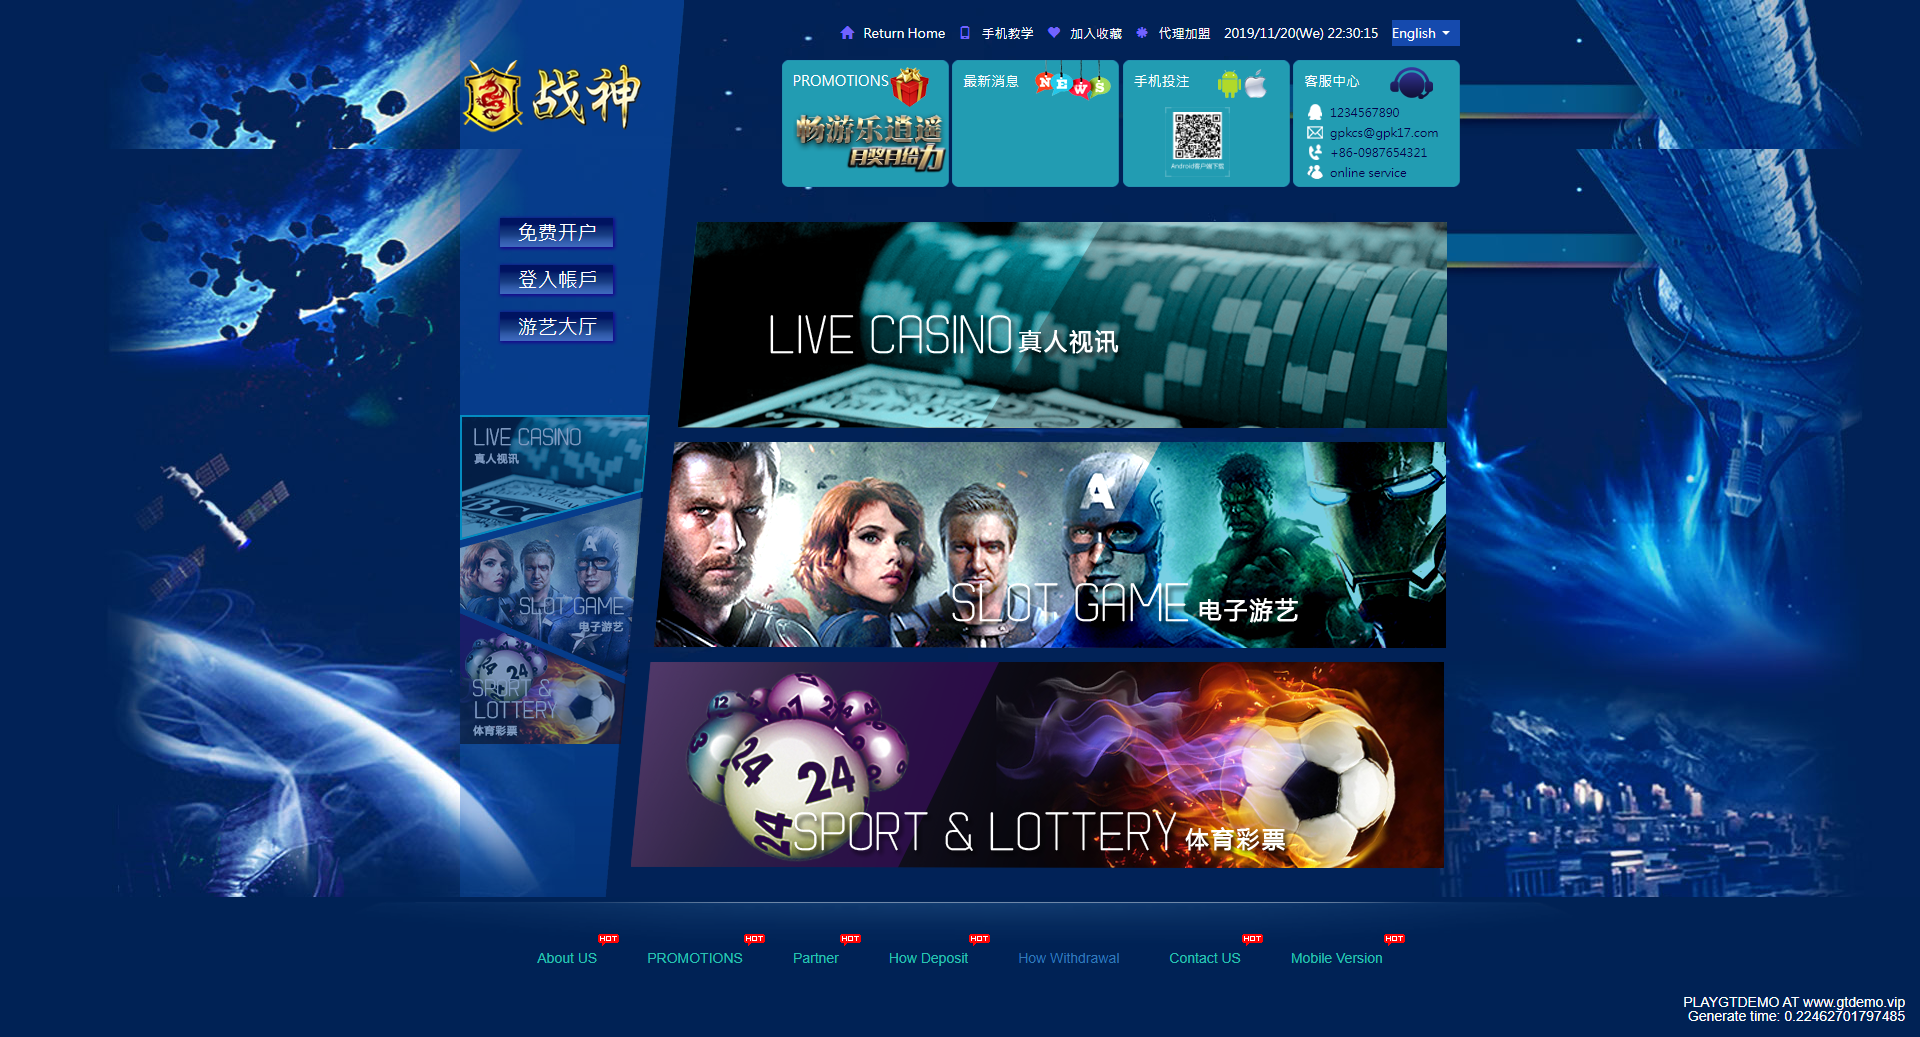 战神
Return Home 手机教学 加入收藏 代理加盟 2019/11/20(We) 22:30:15 English
PROMOTIONS
畅游乐逍遥
月奖月给力
最新消息 NEWS
手机投注
Android客户端下载
客服中心
1234567890
gpkcs@gpk17.com
+86-0987654321
online service
免费开户
登入帳戶
游艺大厅
LIVE CASINO
真人视讯
SLOT GAME
电子游艺
SPORT &
LOTTERY
体育彩票
LIVE CASINO 真人视讯
SLOT GAME 电子游艺
SPORT & LOTTERY 体育彩票
24
24
24
12
HOT HOT HOT HOT HOT HOT
About US PROMOTIONS Partner How Deposit How Withdrawal Contact US Mobile Version
PLAYGTDEMO AT www.gtdemo.vip
Generate time: 0.22462701797485